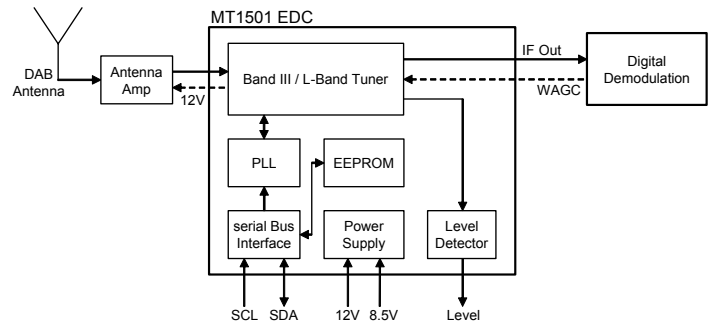 MT1501 EDC
DAB
Antenna
Antenna
Amp
12V
Band III / L-Band Tuner
IF Out
WAGC
Digital
Demodulation
PLL
EEPROM
serial Bus
Interface
Power
Supply
Level
Detector
SCL
SDA
12V
8.5V
Level